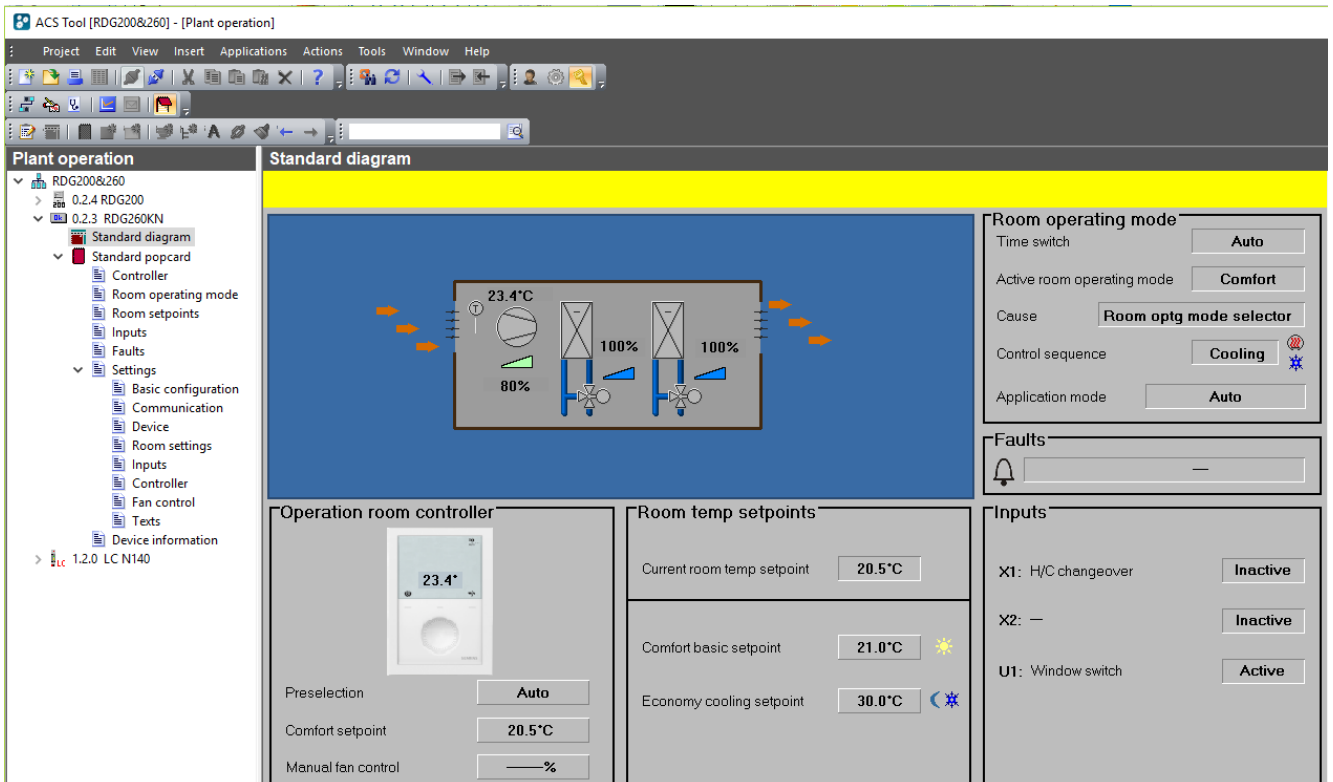 ACS Tool [RDG200&260] - [Plant operation]
Project Edit View Insert Applications Actions Tools Window Help
Plant operation
RDG200&260
0.2.4 RDG200
0.2.3 RDG260KN
Standard diagram
Standard popcard
Controller
Room operating mode
Room setpoints
Inputs
Faults
Settings
Basic configuration
Communication
Device
Room settings
Inputs
Controller
Fan control
Texts
Device information
1.2.0 LC N140
Standard diagram
23.4°C
T
80%
100%
100%
Room operating mode
Time switch Auto
Active room operating mode Comfort
Cause Room optg mode selector
Control sequence Cooling
Application mode Auto
Faults
—
Operation room controller
23.4°
Preselection Auto
Comfort setpoint 20.5°C
Manual fan control ——%
Room temp setpoints
Current room temp setpoint 20.5°C
Comfort basic setpoint 21.0°C
Economy cooling setpoint 30.0°C
Inputs
X1: H/C changeover Inactive
X2: — Inactive
U1: Window switch Active